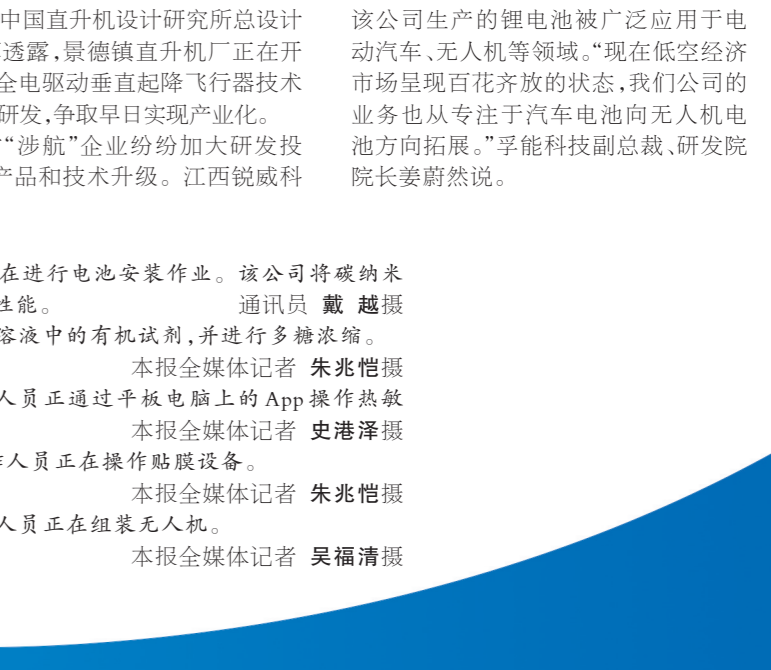 中国直升机设计研究所总设计
透露,景德镇直升机厂正在开
全电驱动垂直起降飞行器技术
研发,争取早日实现产业化。
“涉航”企业纷纷加大研发投
产品和技术升级。江西锐威科
该公司生产的锂电池被广泛应用于电
动汽车、无人机等领域。“现在低空经济
市场呈现百花齐放的状态,我们公司的
业务也从专注于汽车电池向无人机电
池方向拓展。”孚能科技副总裁、研发院
院长姜蔚然说。
在进行电池安装作业。该公司将碳纳米
性能。 通讯员 戴 越摄
溶液中的有机试剂,并进行多糖浓缩。
本报全媒体记者 朱兆恺摄
人员正通过平板电脑上的App操作热敏
本报全媒体记者 史港泽摄
人员正在操作贴膜设备。
本报全媒体记者 朱兆恺摄
人员正在组装无人机。
本报全媒体记者 吴福清摄